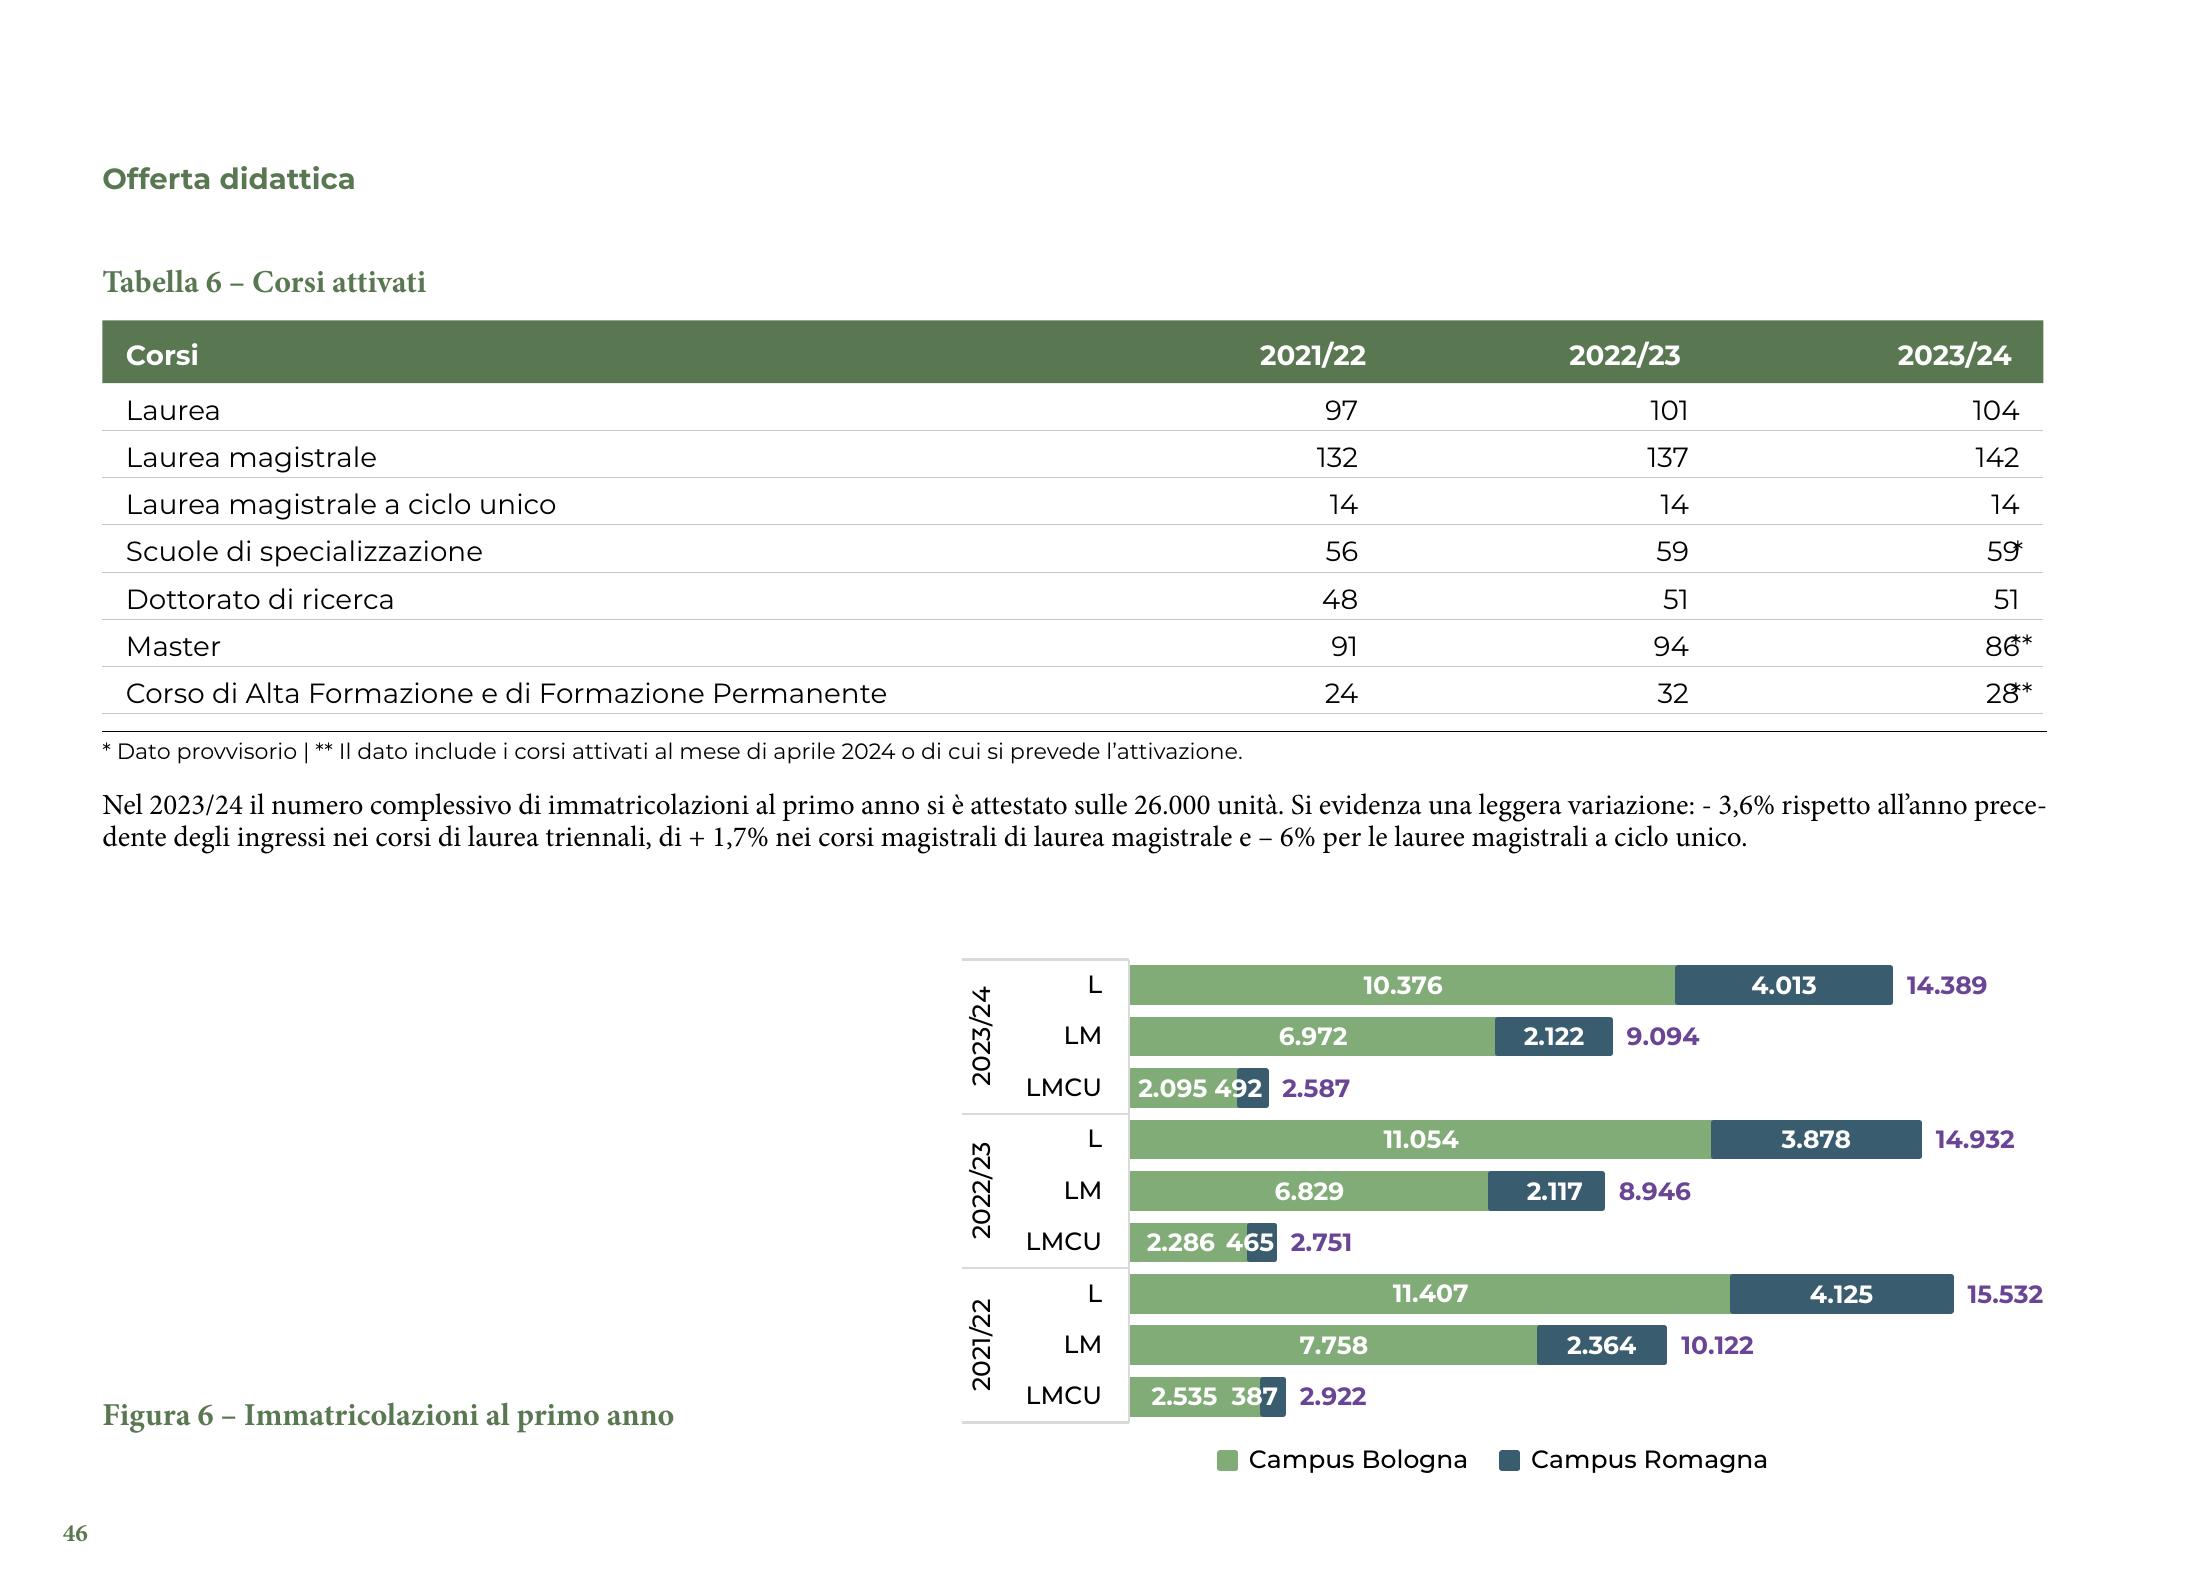 Offerta didattica
Tabella 6 – Corsi attivati
Corsi 2021/22 2022/23 2023/24
Laurea 97 101 104
Laurea magistrale 132 137 142
Laurea magistrale a ciclo unico 14 14 14
Scuole di specializzazione 56 59 59*
Dottorato di ricerca 48 51 51
Master 91 94 86**
Corso di Alta Formazione e di Formazione Permanente 24 32 28**
* Dato provvisorio | ** Il dato include i corsi attivati al mese di aprile 2024 o di cui si prevede l’attivazione.
Nel 2023/24 il numero complessivo di immatricolazioni al primo anno si è attestato sulle 26.000 unità. Si evidenza una leggera variazione: - 3,6% rispetto all’anno prece-
dente degli ingressi nei corsi di laurea triennali, di + 1,7% nei corsi magistrali di laurea magistrale e – 6% per le lauree magistrali a ciclo unico.
2023/24
L 10.376 4.013 14.389
LM 6.972 2.122 9.094
LMCU 2.095 492 2.587
2022/23
L 11.054 3.878 14.932
LM 6.829 2.117 8.946
LMCU 2.286 465 2.751
2021/22
L 11.407 4.125 15.532
LM 7.758 2.364 10.122
LMCU 2.535 387 2.922
Campus Bologna Campus Romagna
Figura 6 – Immatricolazioni al primo anno
46